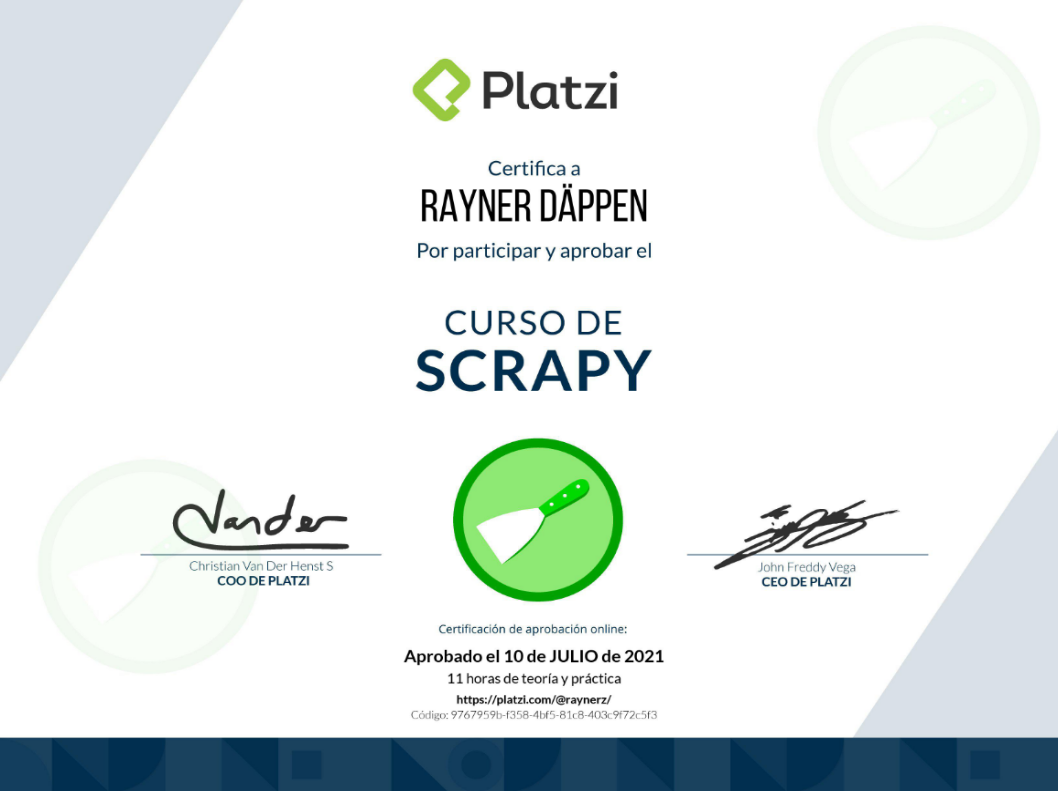 Platzi
Certifica a
RAYNER DÄPPEN
Por participar y aprobar el
CURSO DE
SCRAPY
Vander
Christian Van Der Henst S
COO DE PLATZI
John Freddy Vega
CEO DE PLATZI
Certificación de aprobación online:
Aprobado el 10 de JULIO de 2021
11 horas de teoría y práctica
https://platzi.com/@raynerz/
Código: 9767959b-f358-4bf5-81c8-403c9f72c5f3